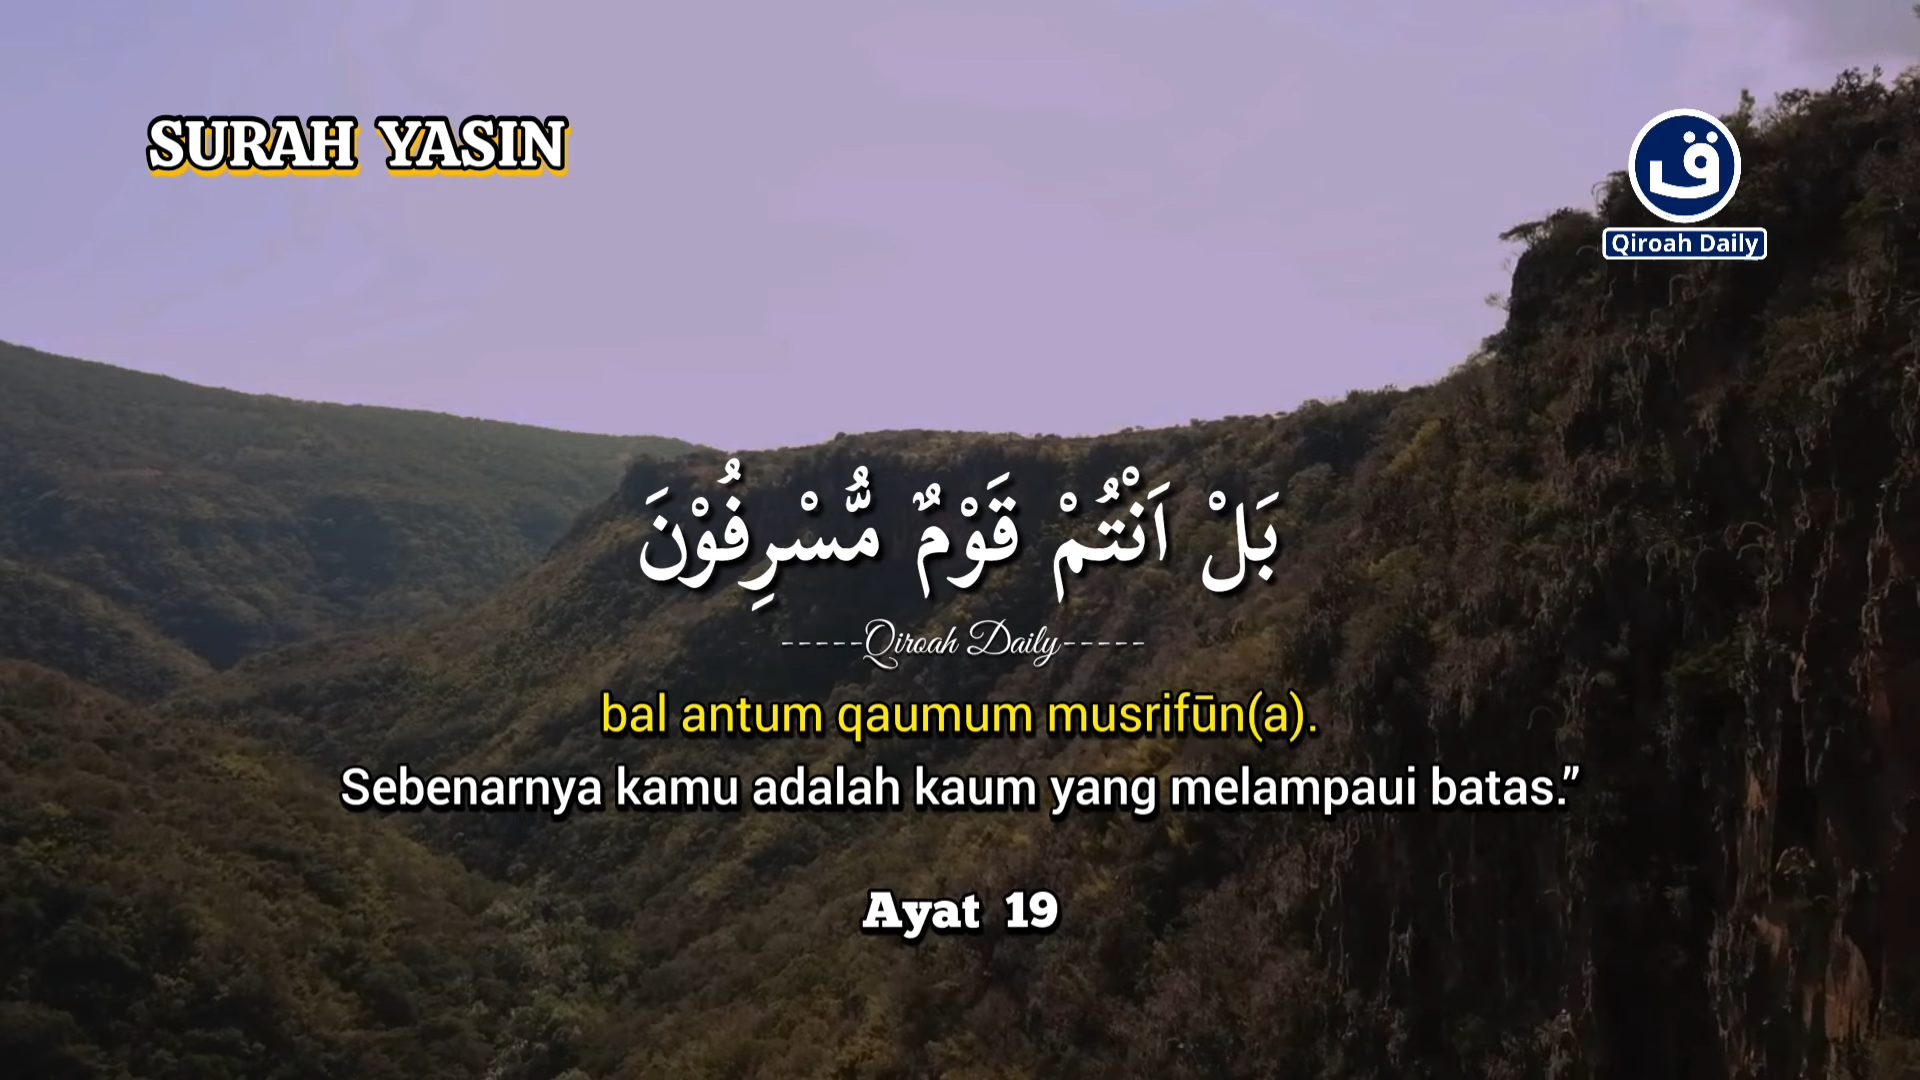 SURAH YASIN
ق
Qiroah Daily
بَلْ اَنْتُمْ قَوْمٌ مُّسْرِفُوْنَ
-----Qiroah Daily-----
bal antum qaumum musrifūn(a).
Sebenarnya kamu adalah kaum yang melampaui batas.”
Ayat 19